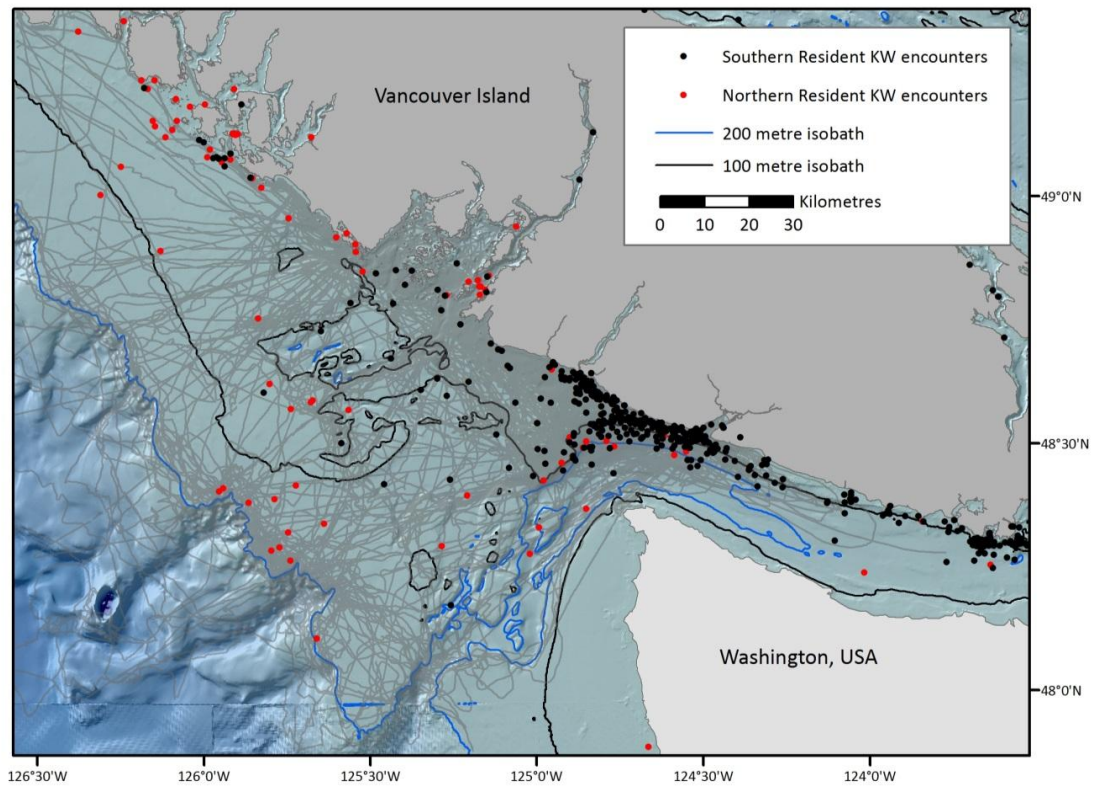 Vancouver Island
Southern Resident KW encounters
Northern Resident KW encounters
200 metre isobath
100 metre isobath
Kilometres
0 10 20 30
49°0'N
48°30'N
48°0'N
Washington, USA
126°30'W 126°0'W 125°30'W 125°0'W 124°30'W 124°0'W